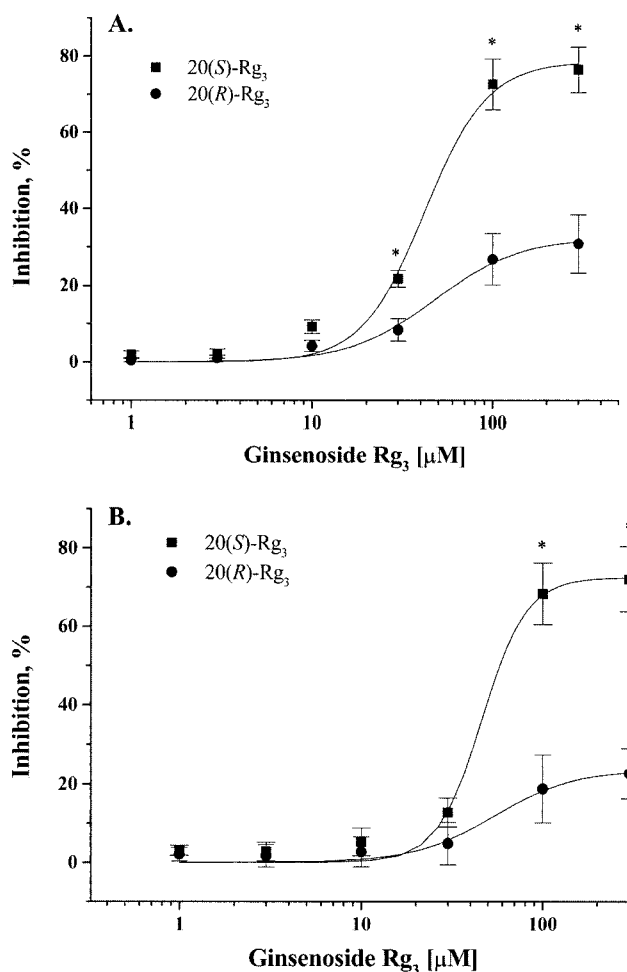 A.
80
■ 20(S)-Rg₃
● 20(R)-Rg₃
60
40
20
0
Inhibition, %
* * *
1 10 100
Ginsenoside Rg₃ [µM]
B.
80
■ 20(S)-Rg₃
● 20(R)-Rg₃
60
40
20
0
Inhibition, %
* *
1 10 100
Ginsenoside Rg₃ [µM]